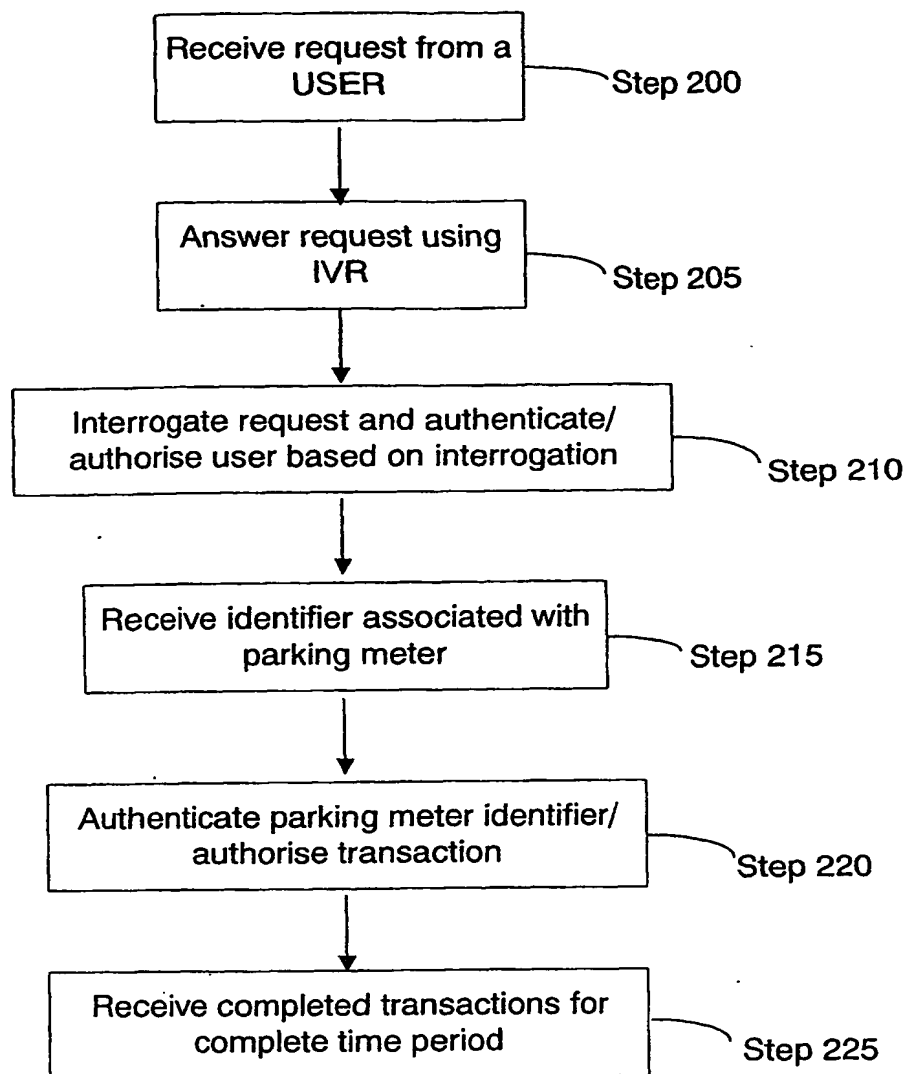 Receive request from a
USER
Step 200
Answer request using
IVR
Step 205
Interrogate request and authenticate/
authorise user based on interrogation
Step 210
Receive identifier associated with
parking meter
Step 215
Authenticate parking meter identifier/
authorise transaction
Step 220
Receive completed transactions for
complete time period
Step 225